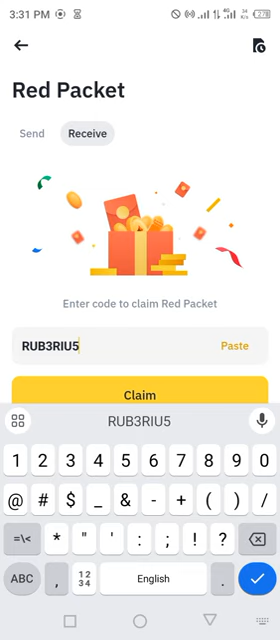 3:31 PM
Red Packet
Send Receive
Enter code to claim Red Packet
RUB3RIU5 Paste
Claim
RUB3RIU5
1 2 3 4 5 6 7 8 9 0
@ # $ _ & - + ( ) /
=\< * " ' : ; ! ?
ABC , 12 34 English .